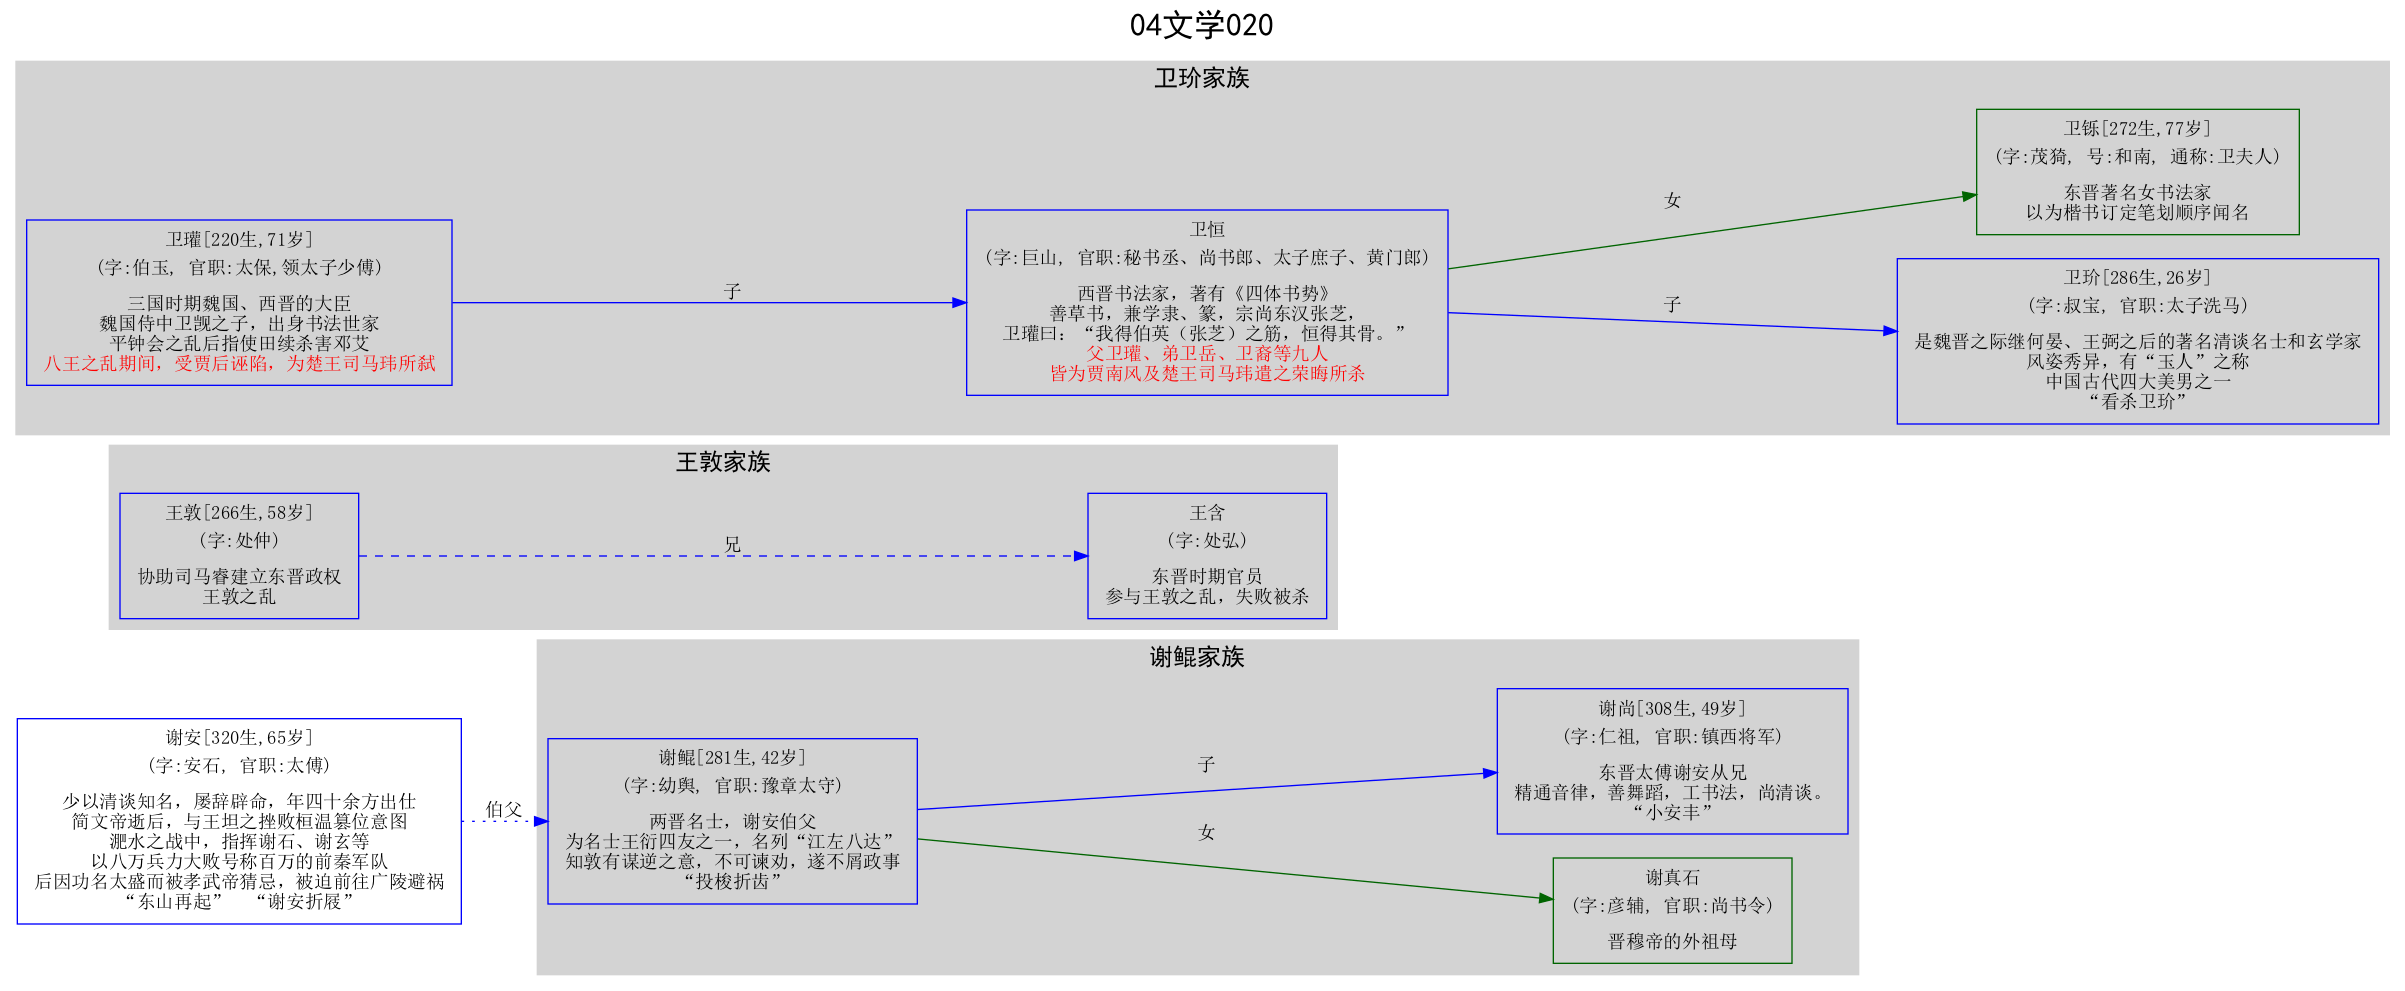 04文学020
卫玠家族
卫瓘[220生,71岁]
(字:伯玉, 官职:太保,领太子少傅)
三国时期魏国、西晋的大臣
魏国侍中卫觊之子，出身书法世家
平钟会之乱后指使田续杀害邓艾
八王之乱期间，受贾后诬陷，为楚王司马玮所弑
子
卫恒
(字:巨山, 官职:秘书丞、尚书郎、太子庶子、黄门郎)
西晋书法家，著有《四体书势》
善草书，兼学隶、篆，宗尚东汉张芝，
卫瓘曰：“我得伯英（张芝）之筋，恒得其骨。”
父卫瓘、弟卫岳、卫裔等九人
皆为贾南风及楚王司马玮遣之荣晦所杀
女
子
卫铄[272生,77岁]
(字:茂猗, 号:和南, 通称:卫夫人)
东晋著名女书法家
以为楷书订定笔划顺序闻名
卫玠[286生,26岁]
(字:叔宝, 官职:太子洗马)
是魏晋之际继何晏、王弼之后的著名清谈名士和玄学家
风姿秀异，有“玉人”之称
中国古代四大美男之一
“看杀卫玠”
王敦家族
王敦[266生,58岁]
(字:处仲)
协助司马睿建立东晋政权
王敦之乱
兄
王含
(字:处弘)
东晋时期官员
参与王敦之乱，失败被杀
谢鲲家族
谢安[320生,65岁]
(字:安石, 官职:太傅)
少以清谈知名，屡辞辟命，年四十余方出仕
简文帝逝后，与王坦之挫败桓温篡位意图
淝水之战中，指挥谢石、谢玄等
以八万兵力大败号称百万的前秦军队
后因功名太盛而被孝武帝猜忌，被迫前往广陵避祸
“东山再起” “谢安折屐”
伯父
谢鲲[281生,42岁]
(字:幼舆, 官职:豫章太守)
两晋名士，谢安伯父
为名士王衍四友之一，名列“江左八达”
知敦有谋逆之意，不可谏劝，遂不屑政事
“投梭折齿”
子
女
谢尚[308生,49岁]
(字:仁祖, 官职:镇西将军)
东晋太傅谢安从兄
精通音律，善舞蹈，工书法，尚清谈。
“小安丰”
谢真石
(字:彦辅, 官职:尚书令)
晋穆帝的外祖母